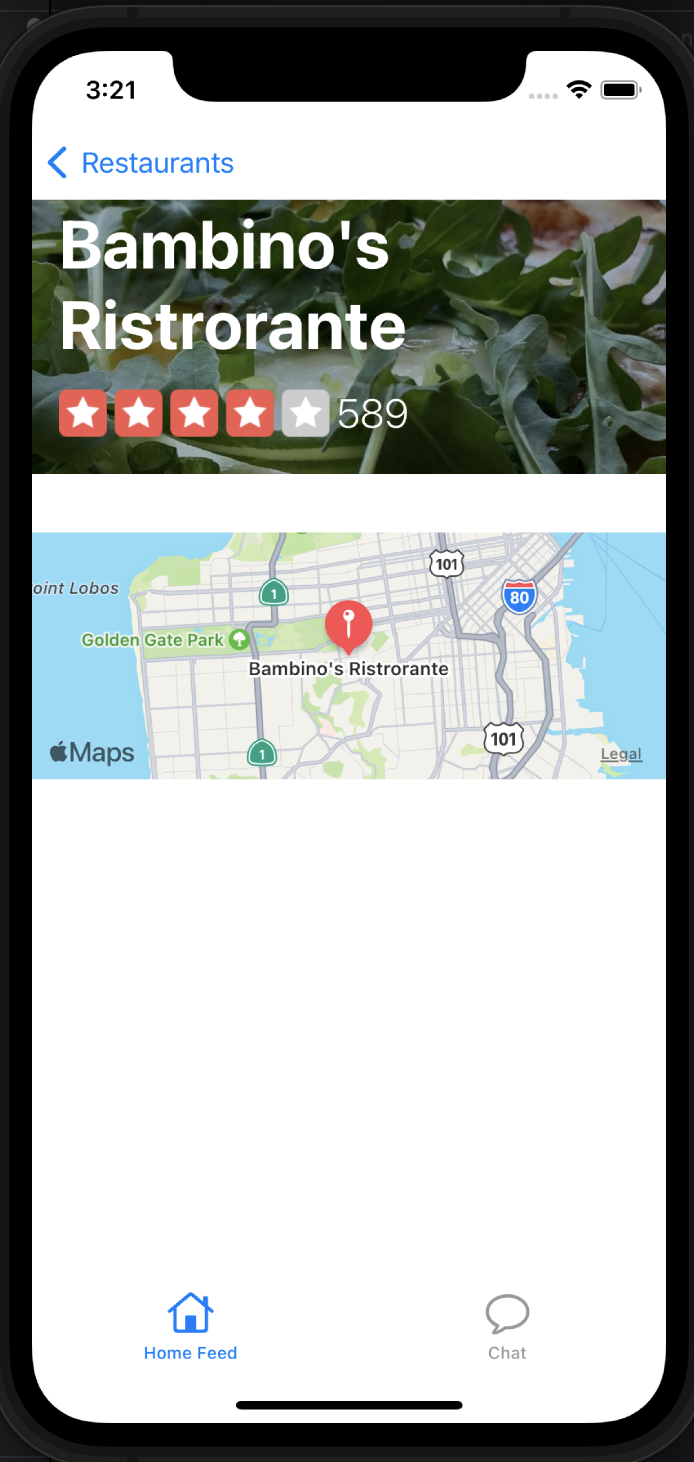 3:21
Restaurants
Bambino's
Ristrorante
589
101
oint Lobos
1
80
Golden Gate Park
Bambino's Ristrorante
101
Maps
1
Legal
Home Feed
Chat